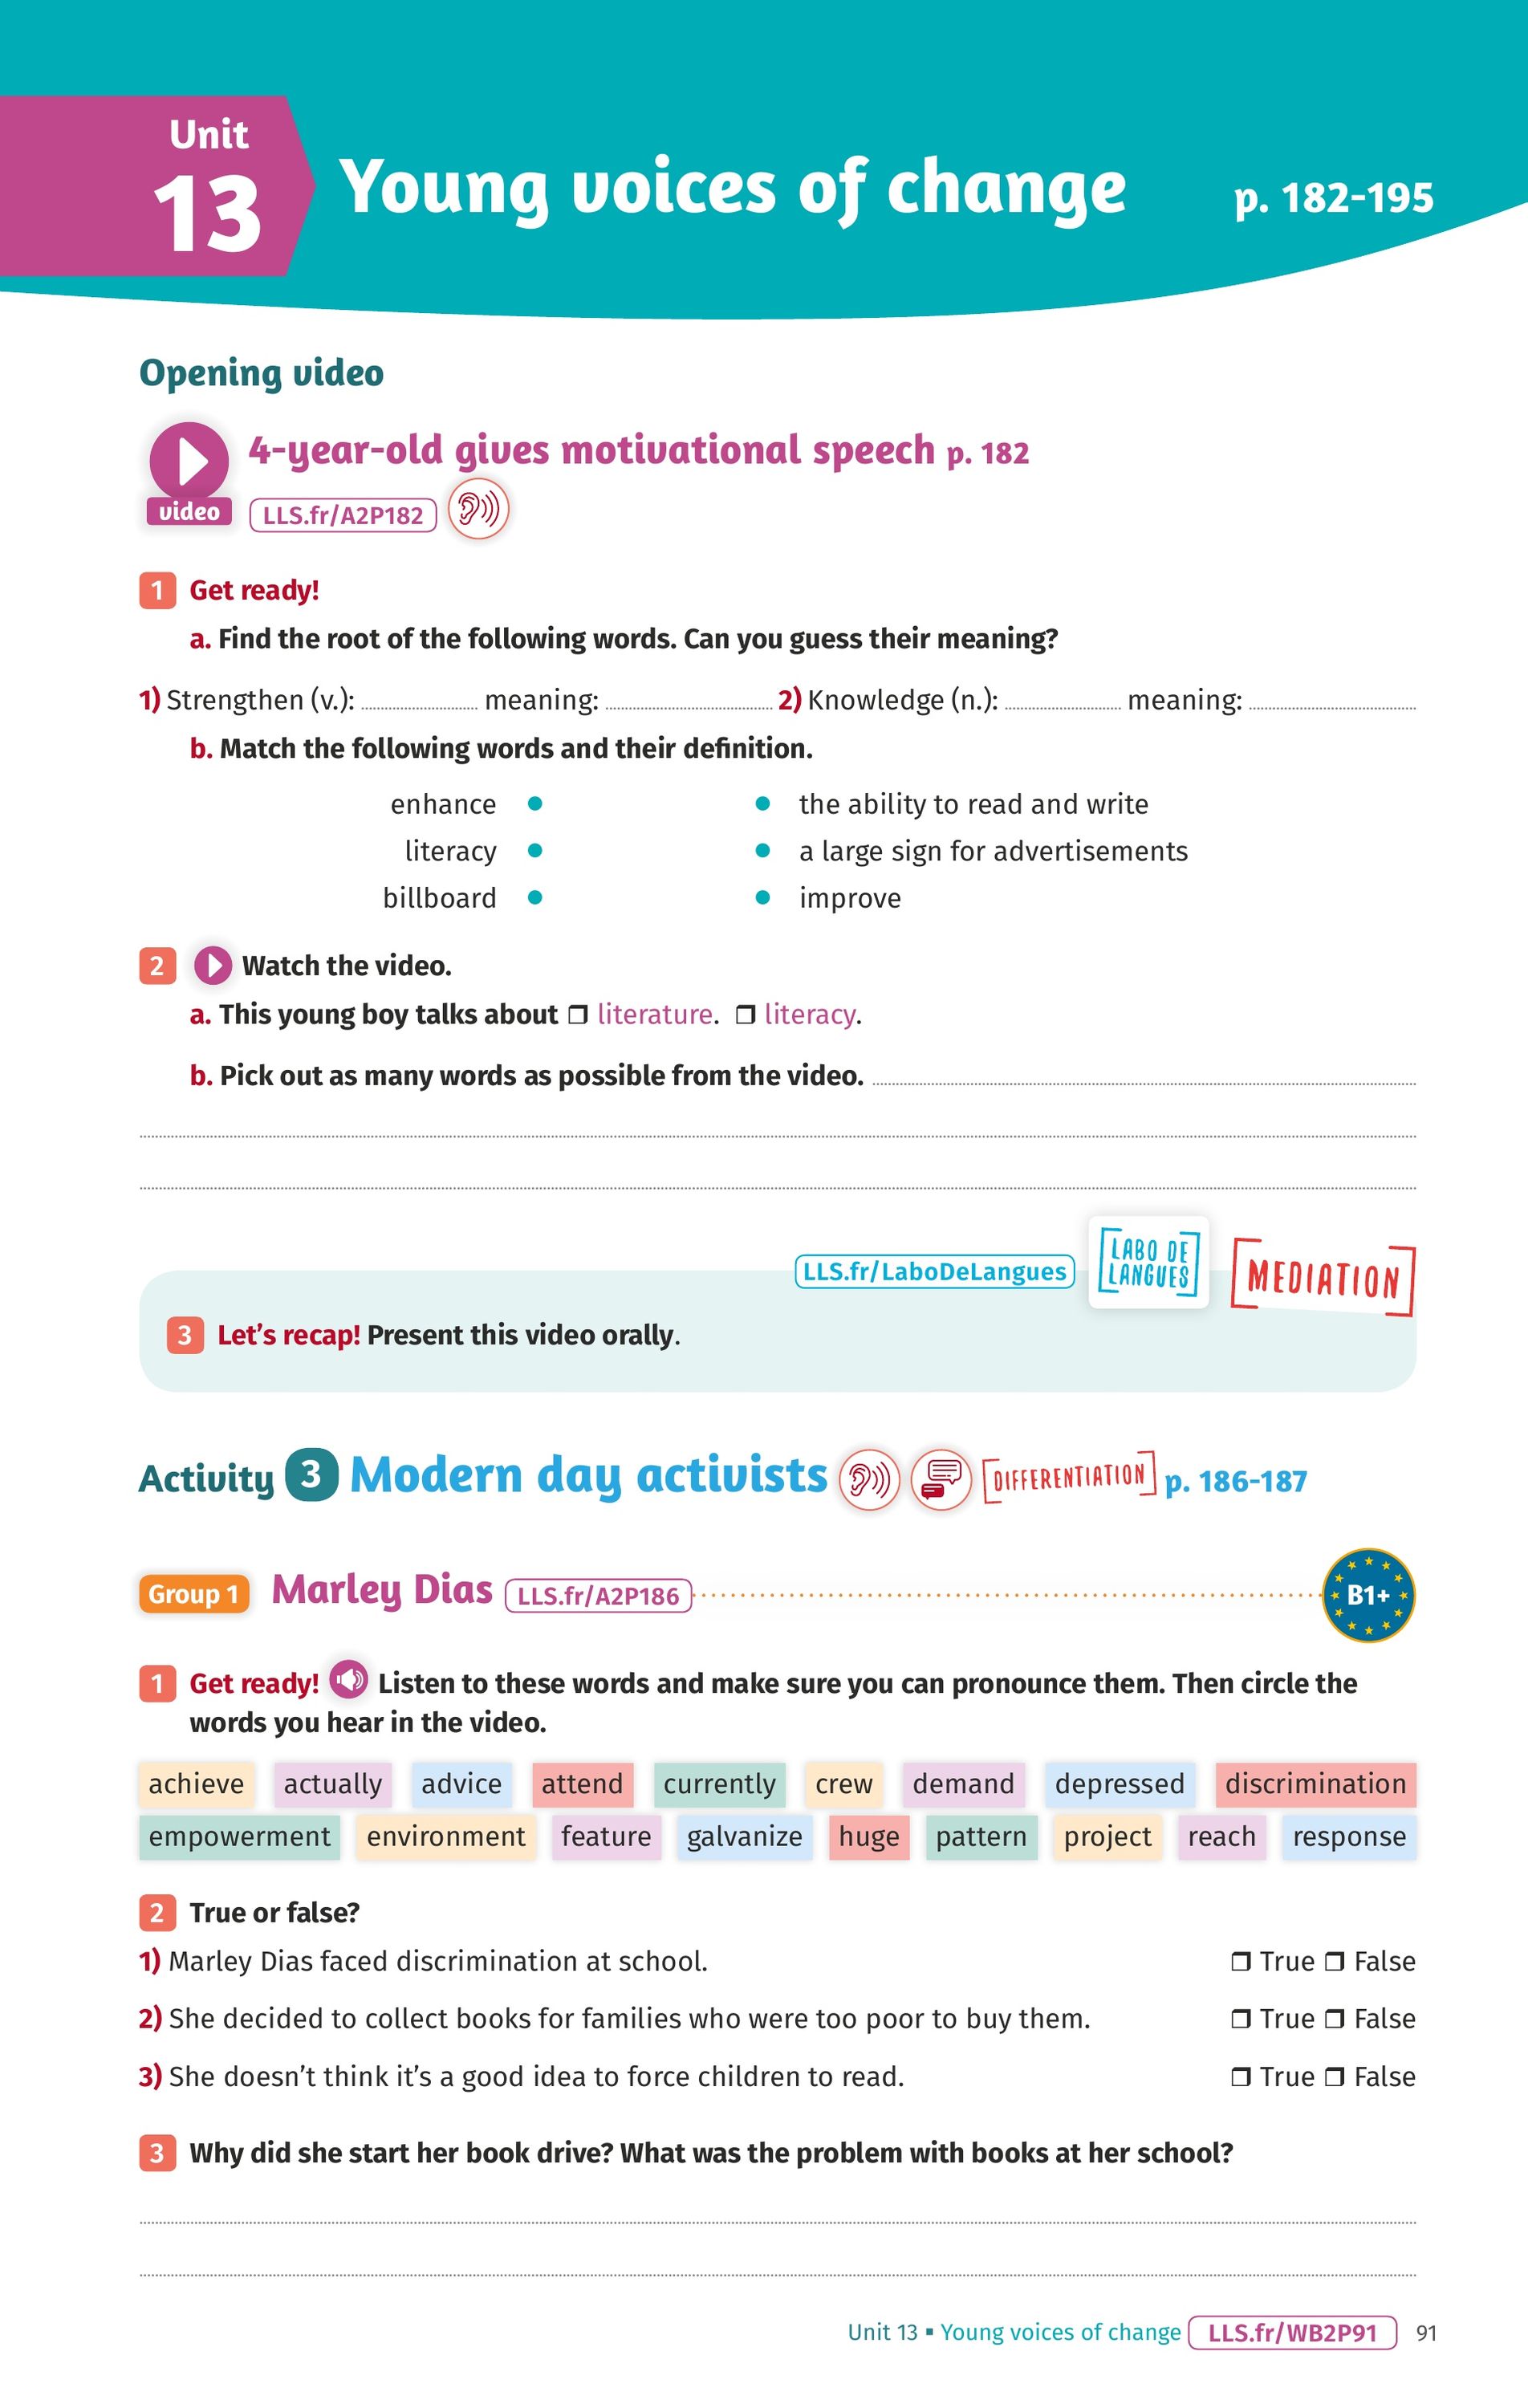 Unit
13
Young voices of change
p. 182-195
Opening video
4-year-old gives motivational speech p. 182
video
LLS.fr/A2P182
1 Get ready!
a. Find the root of the following words. Can you guess their meaning?
1) Strengthen (v.): meaning: 2) Knowledge (n.): meaning:
b. Match the following words and their definition.
enhance • • the ability to read and write
literacy • • a large sign for advertisements
billboard • • improve
2 Watch the video.
a. This young boy talks about ❒ literature. ❒ literacy.
b. Pick out as many words as possible from the video.
LLS.fr/LaboDeLangues
LABO DE
LANGUES
MEDIATION
3 Let’s recap! Present this video orally.
Activity 3 Modern day activists DIFFERENTIATION p. 186-187
Group 1 Marley Dias LLS.fr/A2P186 B1+
1 Get ready! Listen to these words and make sure you can pronounce them. Then circle the
words you hear in the video.
achieve actually advice attend currently crew demand depressed discrimination
empowerment environment feature galvanize huge pattern project reach response
2 True or false?
1) Marley Dias faced discrimination at school. ❒ True ❒ False
2) She decided to collect books for families who were too poor to buy them. ❒ True ❒ False
3) She doesn’t think it’s a good idea to force children to read. ❒ True ❒ False
3 Why did she start her book drive? What was the problem with books at her school?
Unit 13 ▪ Young voices of change LLS.fr/WB2P91 91